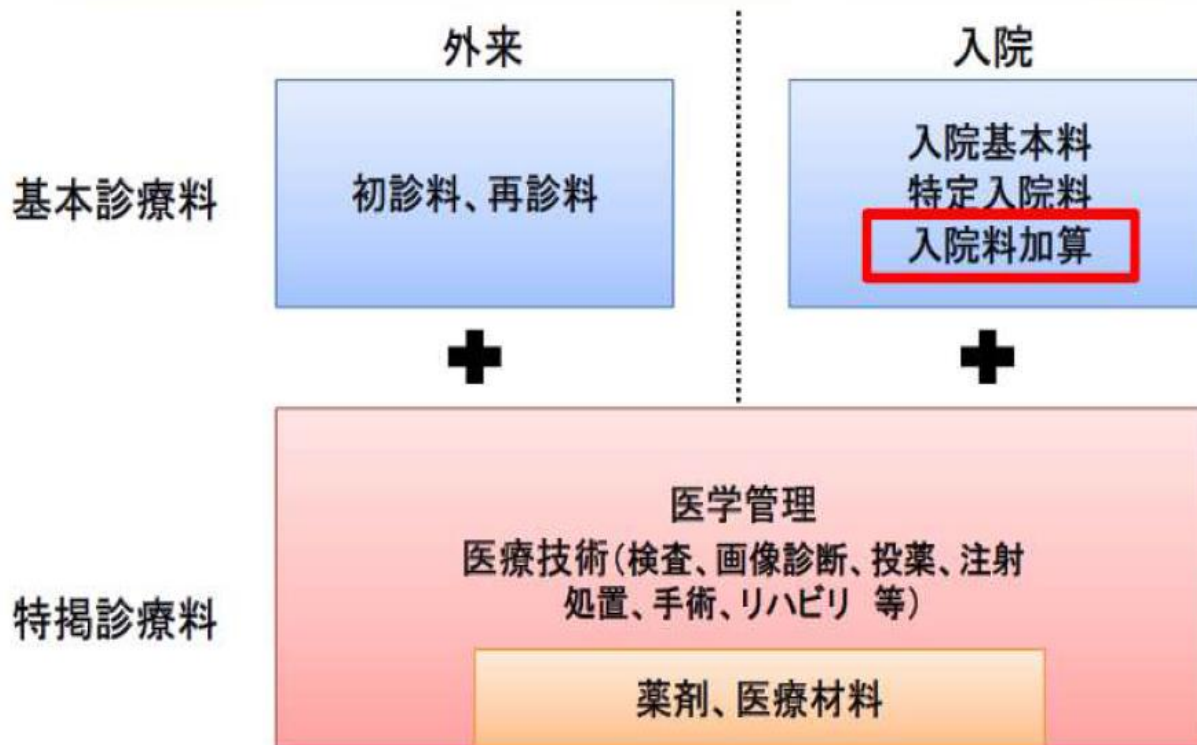 外来
入院
基本診療料
初診料、再診料
入院基本料
特定入院料
入院料加算
特掲診療料
医学管理
医療技術(検査、画像診断、投薬、注射
処置、手術、リハビリ 等)
薬剤、医療材料